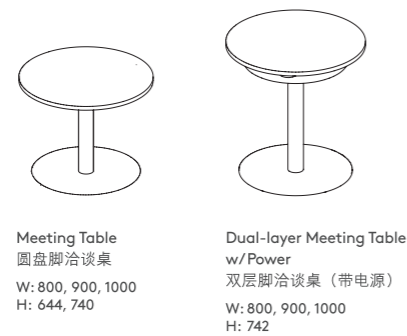 Meeting Table
圆盘脚洽谈桌
W: 800, 900, 1000
H: 644, 740
Dual-layer Meeting Table
w/Power
双层脚洽谈桌（带电源）
W: 800, 900, 1000
H: 742